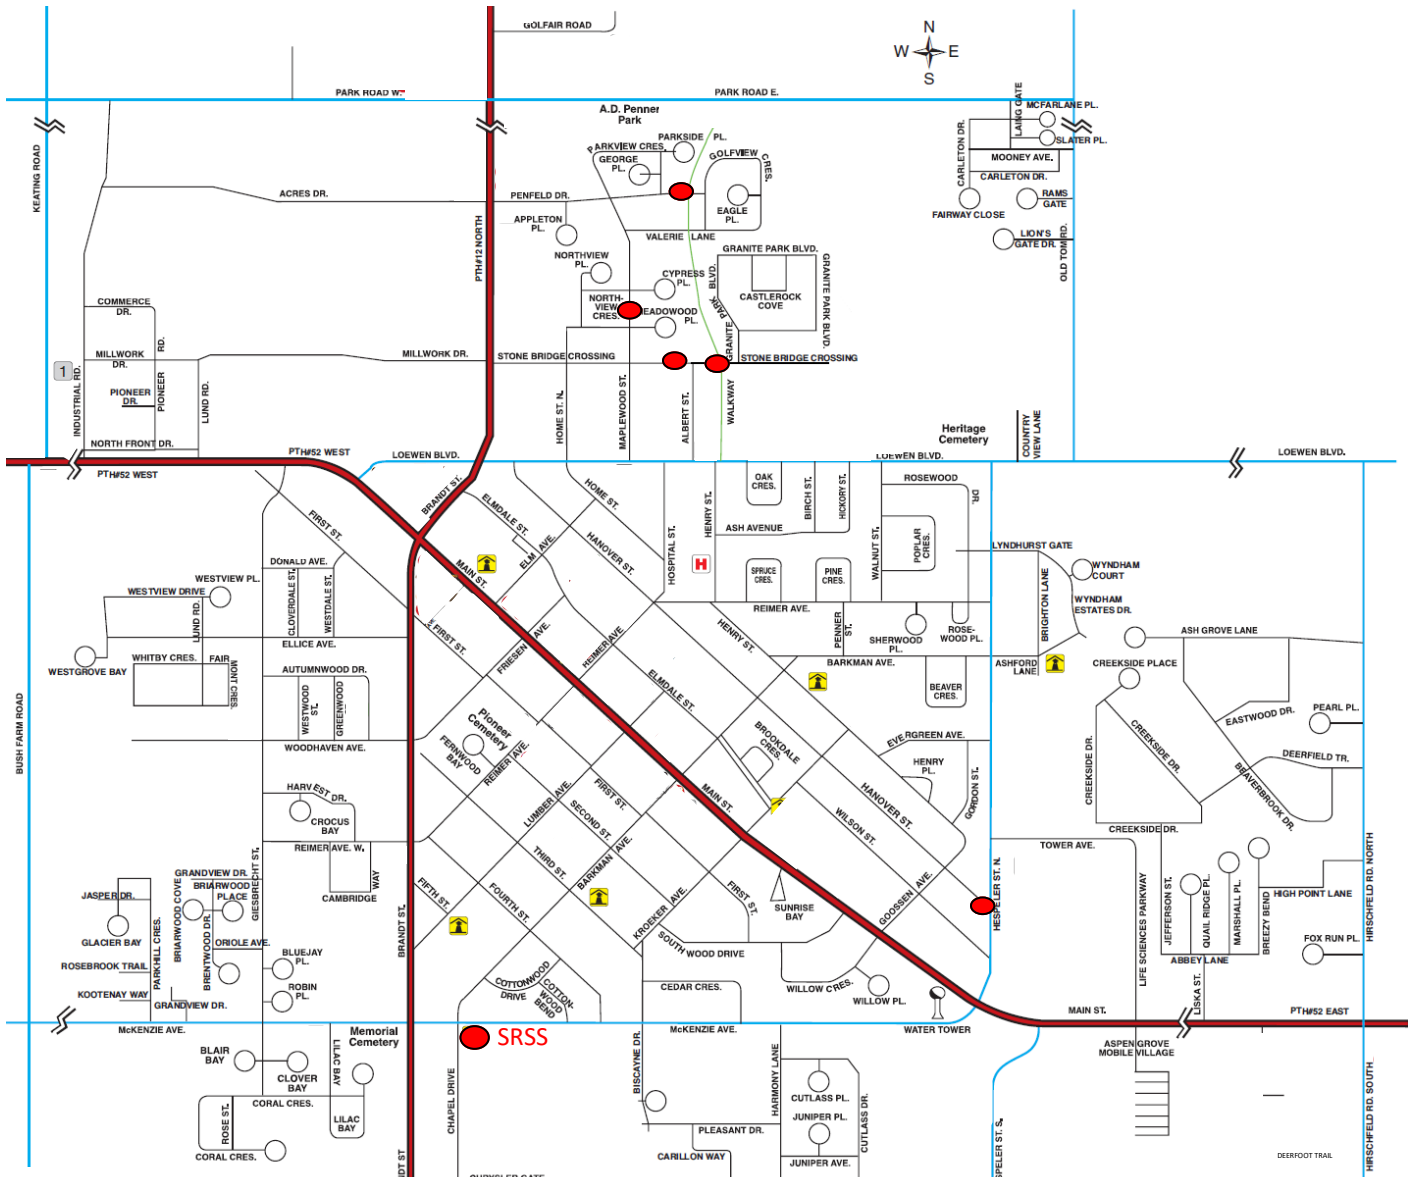 GOLFAIR ROAD
N
W E
S
PARK ROAD W.
PARK ROAD E.
A.D. Penner
Park
LAING GATE
MCFARLANE PL.
SLATER PL.
CARLETON DR.
MOONEY AVE.
CARLETON DR.
RAMS
GATE
FAIRWAY CLOSE
LION'S
GATE DR.
OLD TOM RD.
KEATING ROAD
ACRES DR.
PENFELD DR.
PARKSIDE PL.
PARKVIEW CRES.
GEORGE
PL.
GOLFVIEW CRES.
EAGLE
PL.
APPLETON
PL.
VALERIE LANE
PTH#12 NORTH
NORTHVIEW
PL.
CYPRESS
PL.
NORTH-
VIEW
CRES.
EADOWOOD
PL.
GRANITE PARK BLVD.
GRANITE PARK BLVD.
GRANITE PARK BLVD.
CASTLEROCK
COVE
COMMERCE
DR.
MILLWORK
DR.
PIONEER
DR.
PIONEER RD.
INDUSTRIAL RD.
LUND RD.
NORTH FRONT DR.
1
MILLWORK DR.
STONE BRIDGE CROSSING
STONE BRIDGE CROSSING
HOME ST. N.
MAPLEWOOD ST.
ALBERT ST.
WALKWAY
Heritage
Cemetery
COUNTRY
VIEW LANE
PTH#52 WEST
PTH#52 WEST
LOEWEN BLVD.
LOEWEN BLVD.
LOEWEN BLVD.
BRANDT ST.
ELMDALE ST.
HOME ST.
HANOVER ST.
ELM AVE.
MAIN ST.
FIRST ST.
FIRST ST.
HOSPITAL ST.
HENRY ST.
H
OAK
CRES.
BIRCH ST.
HICKORY ST.
ASH AVENUE
SPRUCE
CRES.
PINE
CRES.
WALNUT ST.
ROSEWOOD DR.
POPLAR
CRES.
LYNDHURST GATE
WYNDHAM
COURT
WYNDHAM
ESTATES DR.
BRIGHTON LANE
ASHFORD
LANE
REIMER AVE.
HENRY ST.
PENNER
ST.
SHERWOOD
PL.
ROSE-
WOOD PL.
BARKMAN AVE.
BEAVER
CRES.
DONALD AVE.
CLOVERDALE ST.
WESTDALE ST.
ELLICE AVE.
WESTVIEW PL.
WESTVIEW DRIVE
LUND RD.
WESTGROVE BAY
WHITBY CRES.
FAIR
MONT CRES.
AUTUMNWOOD DR.
WESTWOOD
ST.
GREENWOOD
WOODHAVEN AVE.
BUSH FARM ROAD
FRIESEN AVE.
REIMER AVE.
ELMDALE ST.
Pioneer
Cemetery
FERNWOOD
BAY
REIMER AVE.
LUMBER AVE.
FIRST ST.
SECOND ST.
THIRD ST.
BARKMAN AVE.
FOURTH ST.
FIFTH ST.
MAIN ST.
BROOKDALE
CRES.
EVERGREEN AVE.
HENRY
PL.
GORDON ST.
HANOVER ST.
WILSON ST.
ASH GROVE LANE
CREEKSIDE PLACE
CREEKSIDE DR.
CREEKSIDE DR.
CREEKSIDE DR.
EASTWOOD DR.
PEARL PL.
DEERFIELD TR.
BEAVERBROOK DR.
TOWER AVE.
HARVEST DR.
CROCUS
BAY
REIMER AVE. W.
CAMBRIDGE WAY
GIESBRECHT ST.
GRANDVIEW DR.
BRIARWOOD
PLACE
BRIARWOOD COVE
BRENTWOOD DR.
ORIOLE AVE.
JASPER DR.
GLACIER BAY
ROSEBROOK TRAIL
KOOTENAY WAY
PARKHILL CRES.
GRANDVIEW DR.
BLUEJAY
PL.
ROBIN
PL.
BRANDT ST.
KROEKER AVE.
FIRST ST.
SUNRISE
BAY
GOOSSEN AVE.
HESPELER ST. N.
SOUTH WOOD DRIVE
COTTONWOOD
DRIVE
COTTON-
WOOD
BEND
CEDAR CRES.
WILLOW CRES.
WILLOW PL.
WATER TOWER
LIFE SCIENCES PARKWAY
JEFFERSON ST.
QUAIL RIDGE PL.
MARSHALL PL.
BREEZY BEND
HIGH POINT LANE
FOX RUN PL.
ABBEY LANE
LISKA ST.
HIRSCHFELD RD. NORTH
McKENZIE AVE.
Memorial
Cemetery
SRSS
McKENZIE AVE.
MAIN ST.
PTH#52 EAST
ASPEN GROVE
MOBILE VILLAGE
BLAIR
BAY
CLOVER
BAY
LILAC BAY
LILAC
BAY
CORAL CRES.
ROSE ST.
CORAL CRES.
CHAPEL DRIVE
BISCAYNE DR.
HARMONY LANE
CUTLASS PL.
JUNIPER PL.
CUTLASS DR.
PLEASANT DR.
CARILLON WAY
JUNIPER AVE.
HIRSCHFELD RD. SOUTH
DEERFOOT TRAIL
NDT ST
SPELER ST. S.